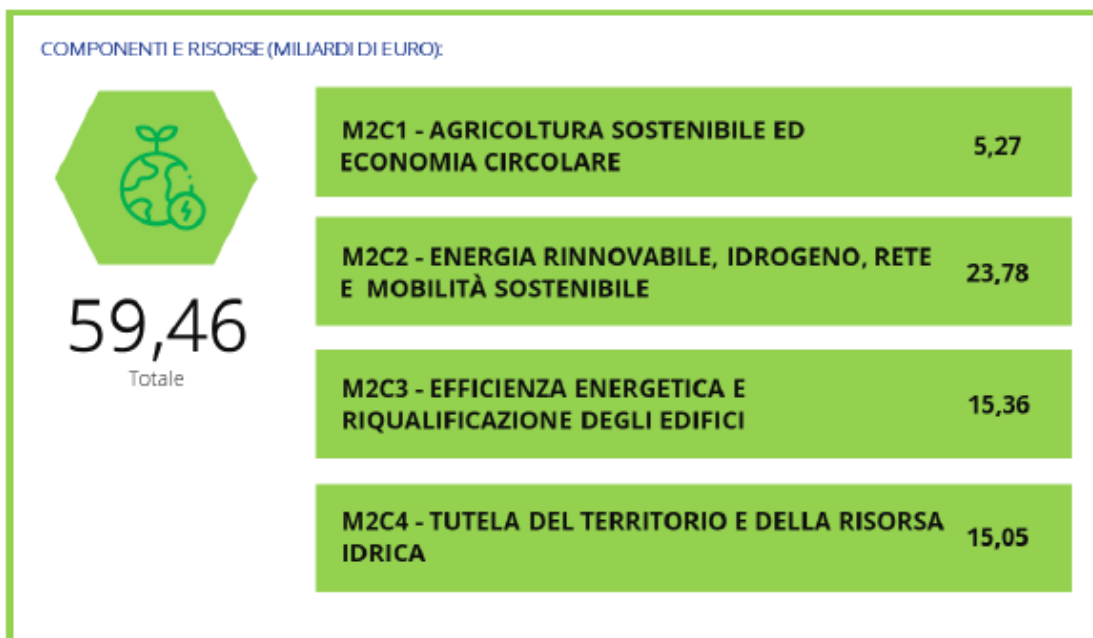 COMPONENTI E RISORSE (MILIARDI DI EURO):
59,46
Totale
M2C1 - AGRICOLTURA SOSTENIBILE ED
ECONOMIA CIRCOLARE
5,27
M2C2 - ENERGIA RINNOVABILE, IDROGENO, RETE
E MOBILITÀ SOSTENIBILE
23,78
M2C3 - EFFICIENZA ENERGETICA E
RIQUALIFICAZIONE DEGLI EDIFICI
15,36
M2C4 - TUTELA DEL TERRITORIO E DELLA RISORSA
IDRICA
15,05